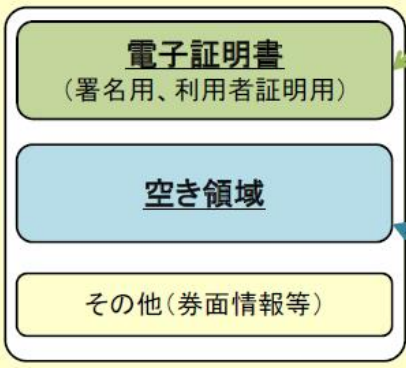 電子証明書
（署名用、利用者証明用）
空き領域
その他（券面情報等）